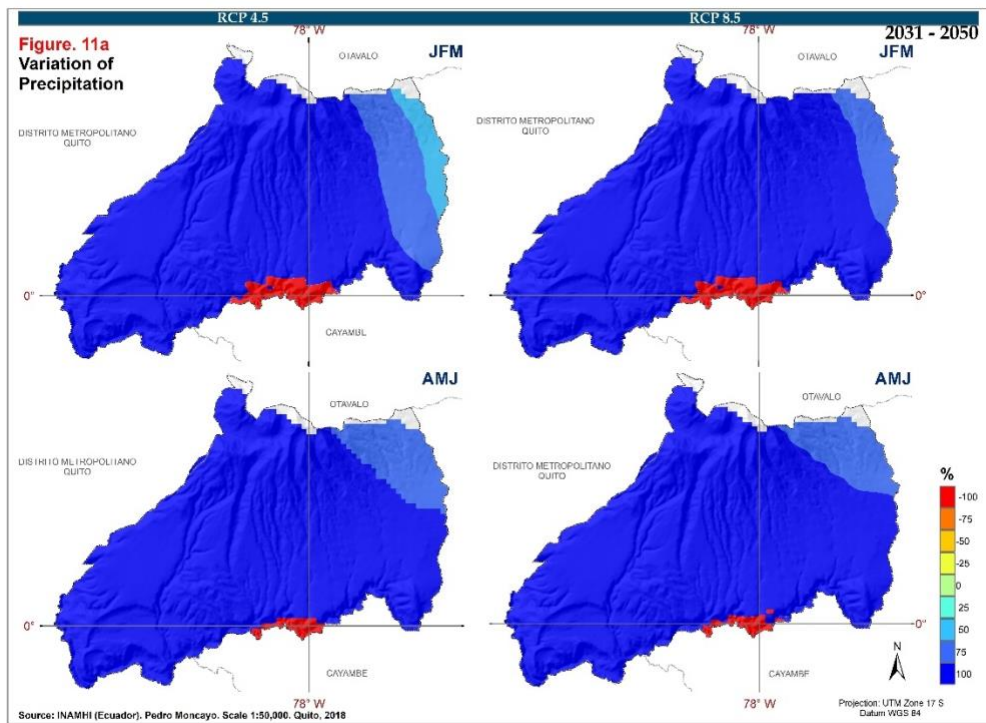 RCP 4.5
RCP 8.5
2031 - 2050
Figure. 11a
Variation of
Precipitation
78° W
78° W
OTAVALO
JFM
OTAVALO
JFM
DISTRITO METROPOLITANO
QUITO
DISTRITO METROPOLITANO
QUITO
0°
0°
CAYAMBL
AMJ
AMJ
OTAVALO
OTAVALO
DISTRITO METROPOLITANO
QUITO
DISTRITO METROPOLITANO
QUITO
%
-100
-75
-50
-25
0
25
50
75
100
0°
0°
CAYAMBE
CAYAMBE
N
78° W
78° W
Source: INAMHI (Ecuador). Pedro Moncayo. Scale 1:50,000. Quito, 2018
Projection: UTM Zone 17 S
Datum WGS 84